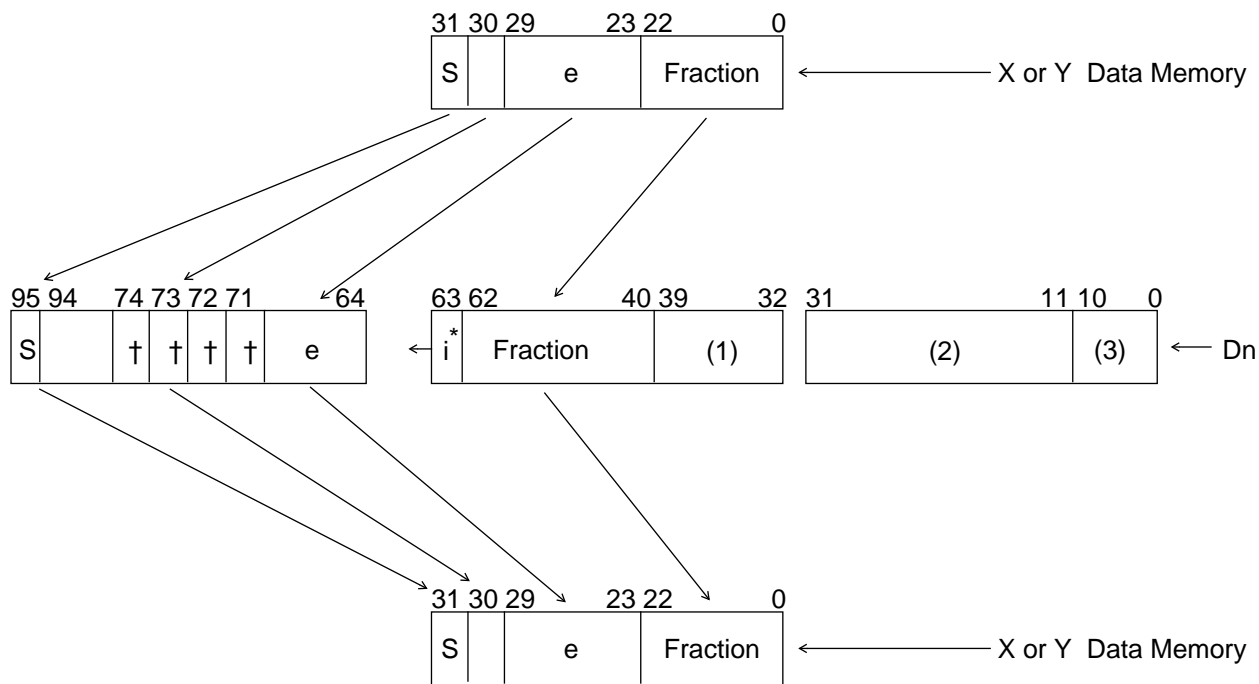 31 30 29 23 22 0
S e Fraction X or Y Data Memory
95 94 74 73 72 71 64 63 62 40 39 32 31 11 10 0
S † † † † e i* Fraction (1) (2) (3) Dn
31 30 29 23 22 0
S e Fraction X or Y Data Memory